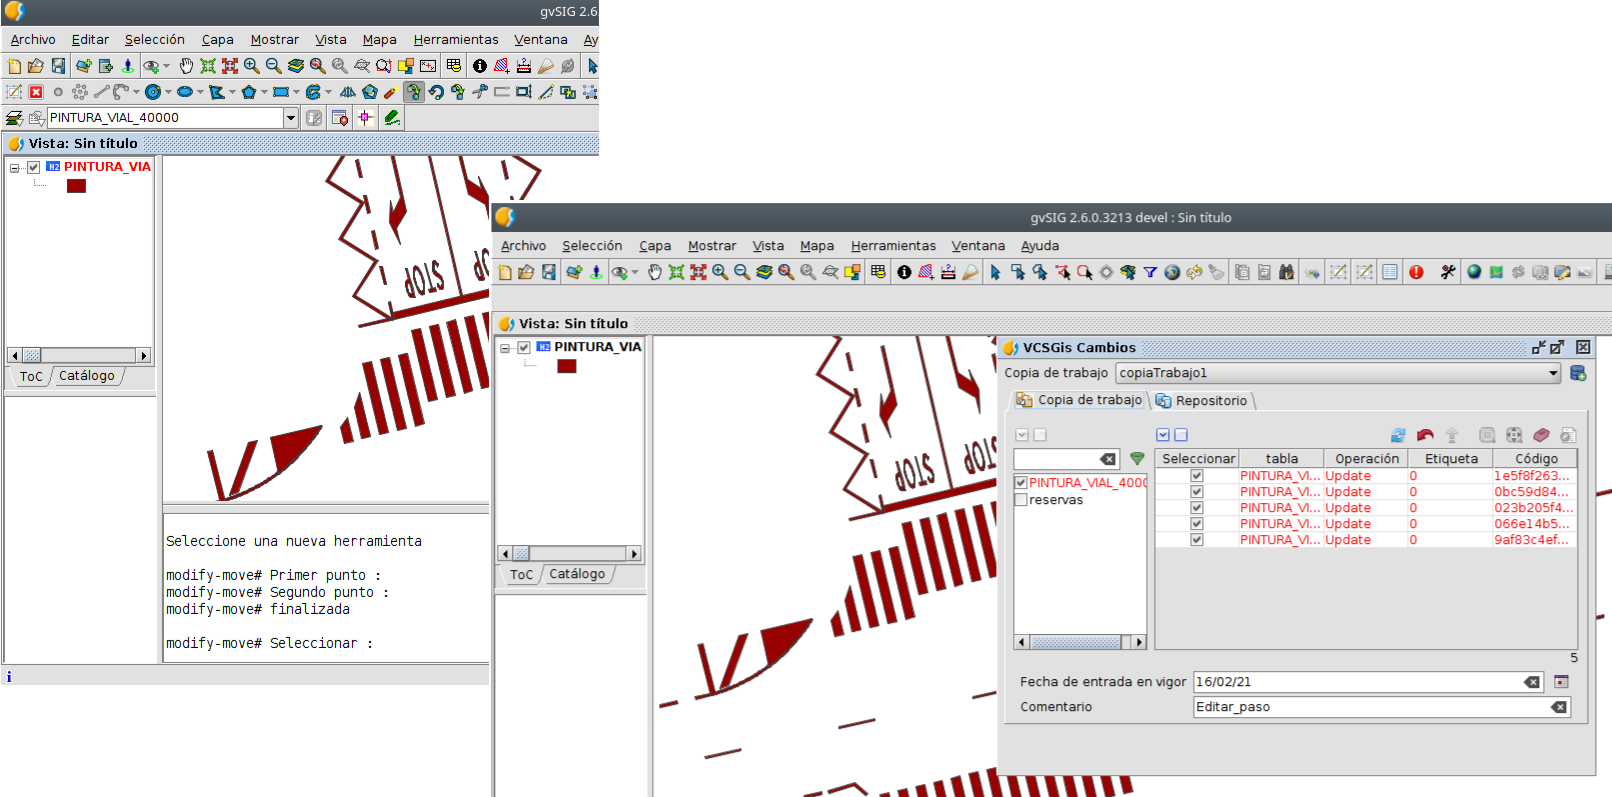 gvSIG 2.6.
Archivo Editar Selección Capa Mostrar Vista Mapa Herramientas Ventana Ay
PINTURA_VIAL_40000
Vista: Sin título
PINTURA_VIA
STOP
ToC Catálogo
Seleccione una nueva herramienta
modify-move# Primer punto :
modify-move# Segundo punto :
modify-move# finalizada
modify-move# Seleccionar :
gvSIG 2.6.0.3213 devel : Sin título
Archivo Selección Capa Mostrar Vista Mapa Herramientas Ventana Ayuda
Vista: Sin título
PINTURA_VIA
STOP
ToC Catálogo
VCSGis Cambios
Copia de trabajo copiaTrabajo1
Copia de trabajo Repositorio
PINTURA_VIAL_4000
reservas
Seleccionar tabla Operación Etiqueta Código
PINTURA_VI... Update 0 1e5f8f263...
PINTURA_VI... Update 0 0bc59d84...
PINTURA_VI... Update 0 023b205f4...
PINTURA_VI... Update 0 066e14b5...
PINTURA_VI... Update 0 9af83c4ef...
5
Fecha de entrada en vigor 16/02/21
Comentario Editar_paso